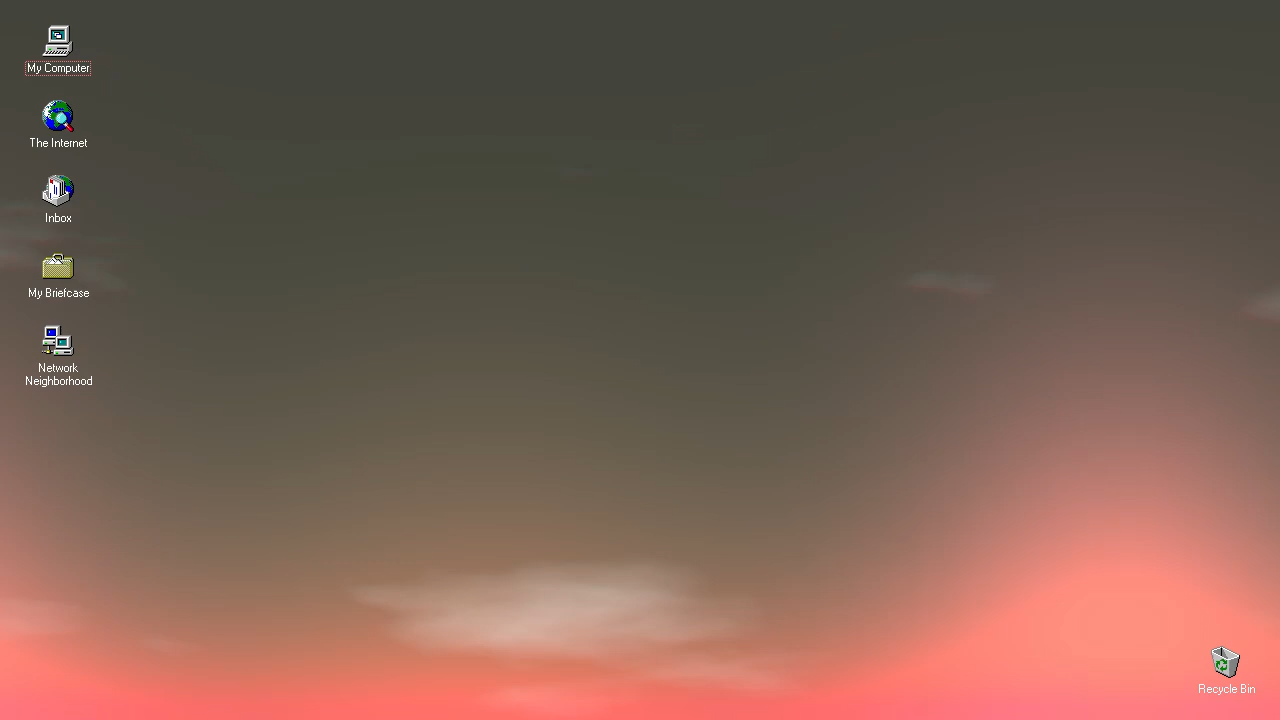 My Computer
The Internet
Inbox
My Briefcase
Network
Neighborhood
Recycle Bin